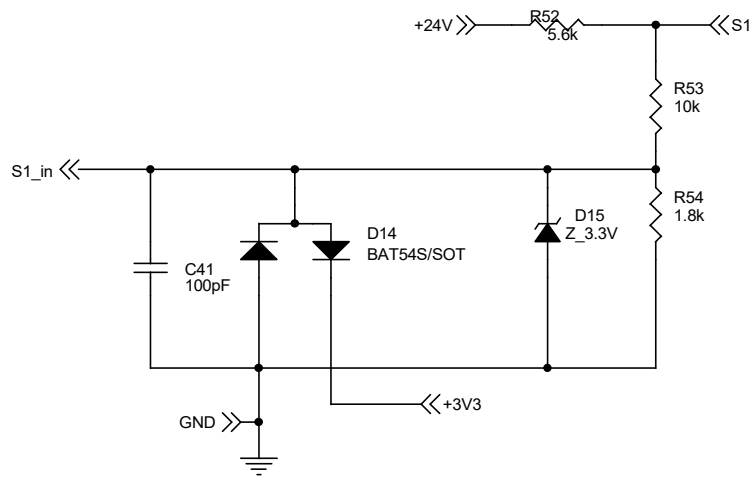 R52
+24V
5.6k
S1
R53
10k
S1_in
R54
1.8k
D15
Z_3.3V
D14
BAT54S/SOT
C41
100pF
+3V3
GND